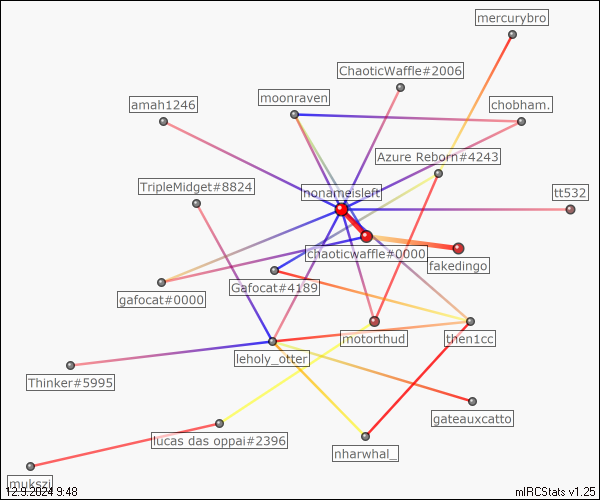 mercurybro
ChaoticWaffle#2006
moonraven
amah1246
chobham.
Azure Reborn#4243
TripleMidget#8824
nonameisleft
tt532
chaoticwaffle#0000
fakedingo
Gafocat#4189
gafocat#0000
motorthud
then1cc
leholy_otter
Thinker#5995
gateauxcatto
lucas das oppai#2396
nharwhal_
mukszi
12.9.2024 9:48
mIRCStats v1.25